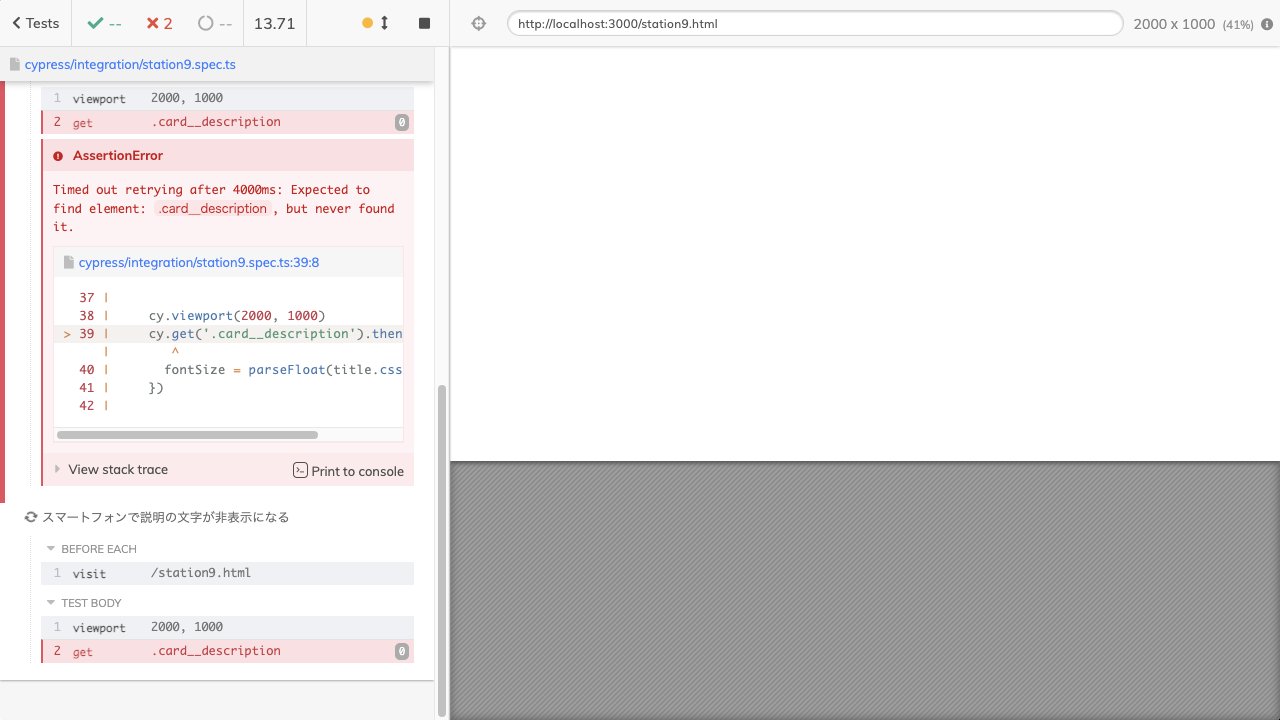 Tests
--
2
--
13.71
http://localhost:3000/station9.html
2000 x 1000 (41%)
cypress/integration/station9.spec.ts
1 viewport 2000, 1000
2 get .card__description 0
AssertionError
Timed out retrying after 4000ms: Expected to
find element: .card__description, but never found
it.
cypress/integration/station9.spec.ts:39:8
37 |
38 | cy.viewport(2000, 1000)
> 39 | cy.get('.card__description').then
| ^
40 | fontSize = parseFloat(title.css
41 | })
42 |
View stack trace
Print to console
スマートフォンで説明の文字が非表示になる
BEFORE EACH
1 visit /station9.html
TEST BODY
1 viewport 2000, 1000
2 get .card__description 0